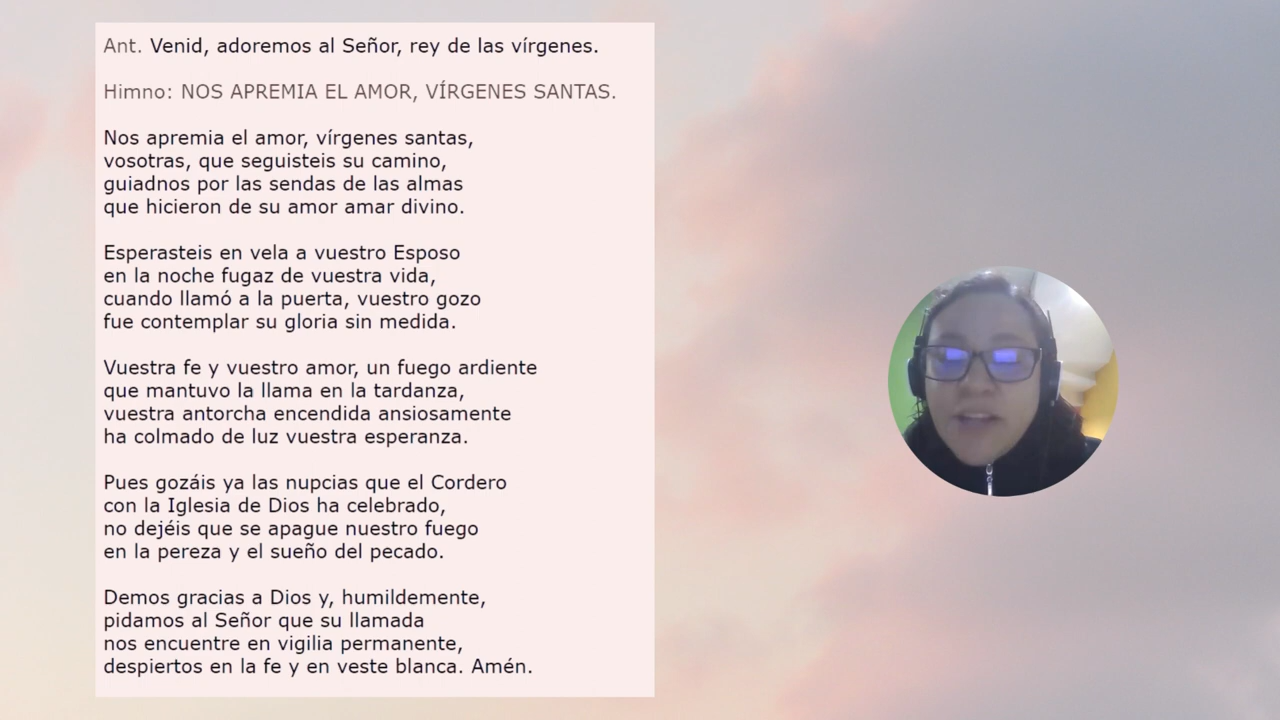 Ant. Venid, adoremos al Señor, rey de las vírgenes.
Himno: NOS APREMIA EL AMOR, VÍRGENES SANTAS.
Nos apremia el amor, vírgenes santas,
vosotras, que seguisteis su camino,
guiadnos por las sendas de las almas
que hicieron de su amor amar divino.
Esperasteis en vela a vuestro Esposo
en la noche fugaz de vuestra vida,
cuando llamó a la puerta, vuestro gozo
fue contemplar su gloria sin medida.
Vuestra fe y vuestro amor, un fuego ardiente
que mantuvo la llama en la tardanza,
vuestra antorcha encendida ansiosamente
ha colmado de luz vuestra esperanza.
Pues gozáis ya las nupcias que el Cordero
con la Iglesia de Dios ha celebrado,
no dejéis que se apague nuestro fuego
en la pereza y el sueño del pecado.
Demos gracias a Dios y, humildemente,
pidamos al Señor que su llamada
nos encuentre en vigilia permanente,
despiertos en la fe y en veste blanca. Amén.